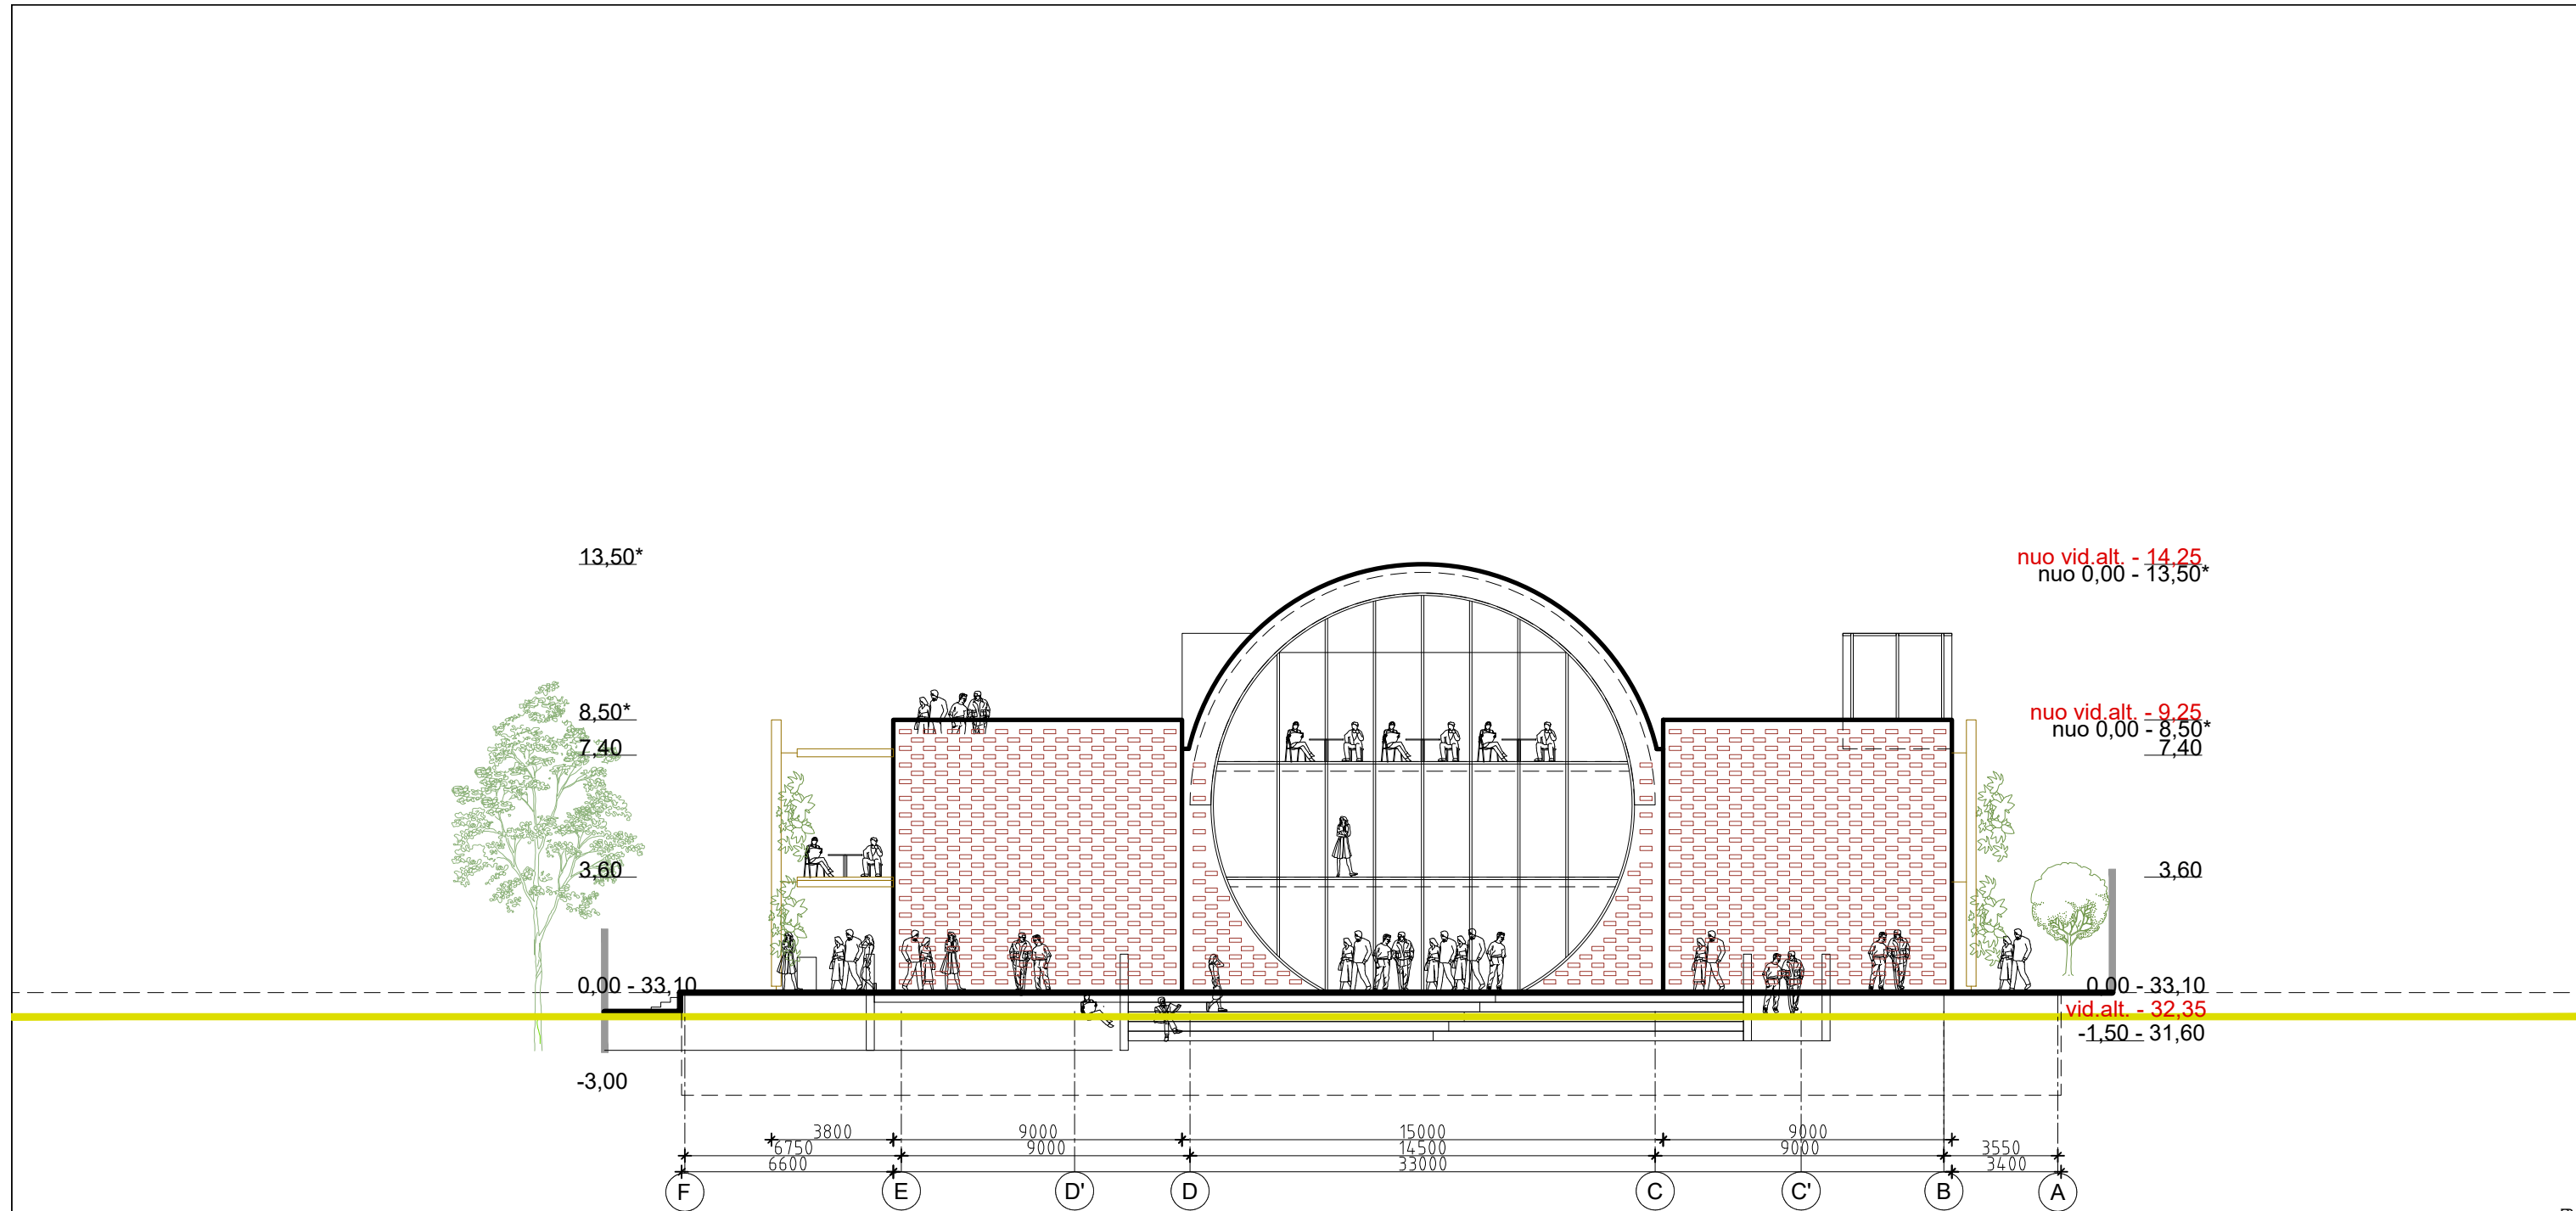 13,50*
nuo vid.alt. - 14,25
nuo 0,00 - 13,50*
8,50*
nuo vid.alt. - 9,25
nuo 0,00 - 8,50*
7,40
7,40
3,60
3,60
0,00 - 33,10
0,00 - 33,10
vid.alt. - 32,35
-1,50 - 31,60
-3,00
3800 9000 15000 9000
6750 9000 14500 9000 3550
6600 33000 3400
F E D' D C C' B A